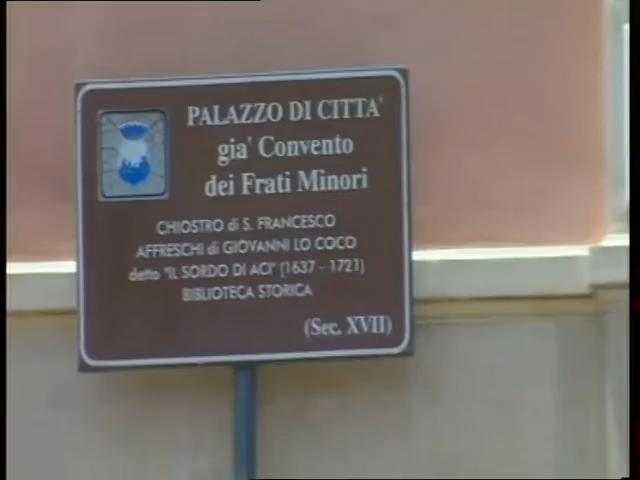 PALAZZO DI CITTA'
gia' Convento
dei Frati Minori
CHIOSTRO di S. FRANCESCO
AFFRESCHI di GIOVANNI LO COCO
detto "IL SORDO DI ACI" (1637 - 1721)
BIBLIOTECA STORICA
(Sec. XVII)